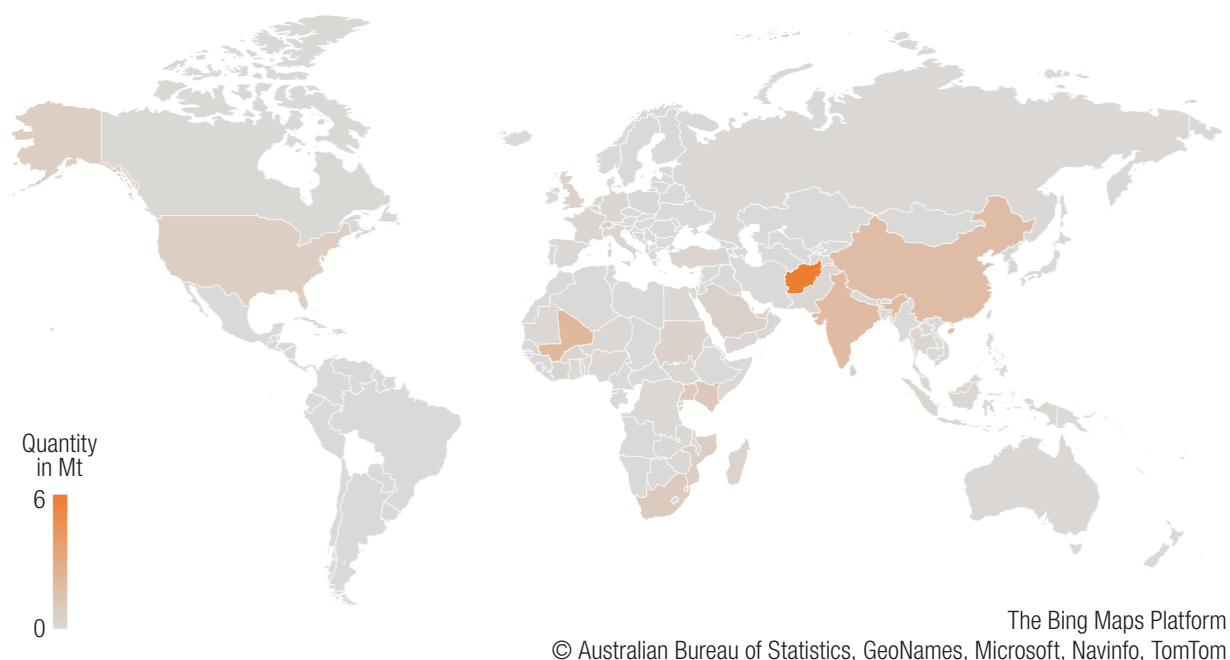 Quantity
in Mt
6
0
The Bing Maps Platform
© Australian Bureau of Statistics, GeoNames, Microsoft, Navinfo, TomTom